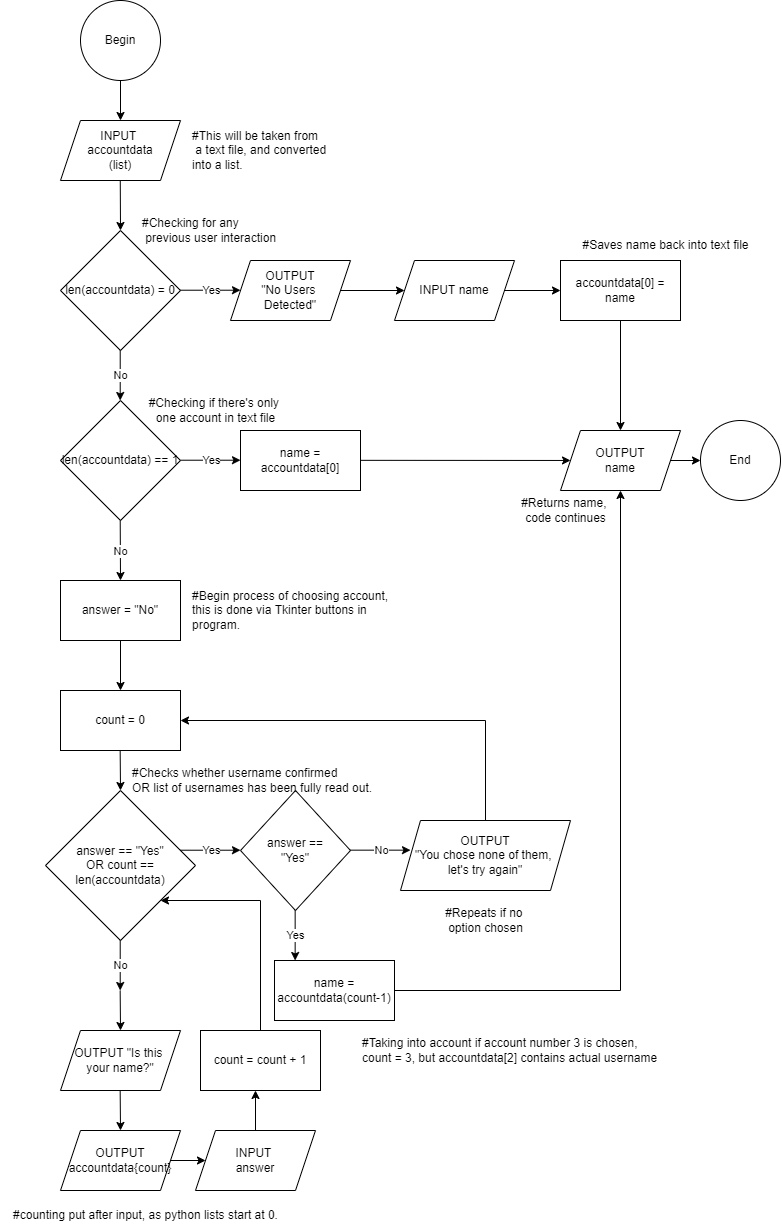 Begin
INPUT
accountdata
(list)
#This will be taken from
a text file, and converted
into a list.
#Checking for any
previous user interaction
#Saves name back into text file
len(accountdata) = 0
Yes
OUTPUT
"No Users
Detected"
INPUT name
accountdata[0] =
name
No
#Checking if there's only
one account in text file
len(accountdata) == 1
Yes
name =
accountdata[0]
OUTPUT
name
End
#Returns name,
code continues
No
answer = "No"
#Begin process of choosing account,
this is done via Tkinter buttons in
program.
count = 0
#Checks whether username confirmed
OR list of usernames has been fully read out.
answer == "Yes"
OR count ==
len(accountdata)
Yes
answer ==
"Yes"
No
OUTPUT
"You chose none of them,
let's try again"
#Repeats if no
option chosen
Yes
No
name =
accountdata(count-1)
OUTPUT "Is this
your name?"
count = count + 1
#Taking into account if account number 3 is chosen,
count = 3, but accountdata[2] contains actual username
OUTPUT
accountdata{count}
INPUT
answer
#counting put after input, as python lists start at 0.